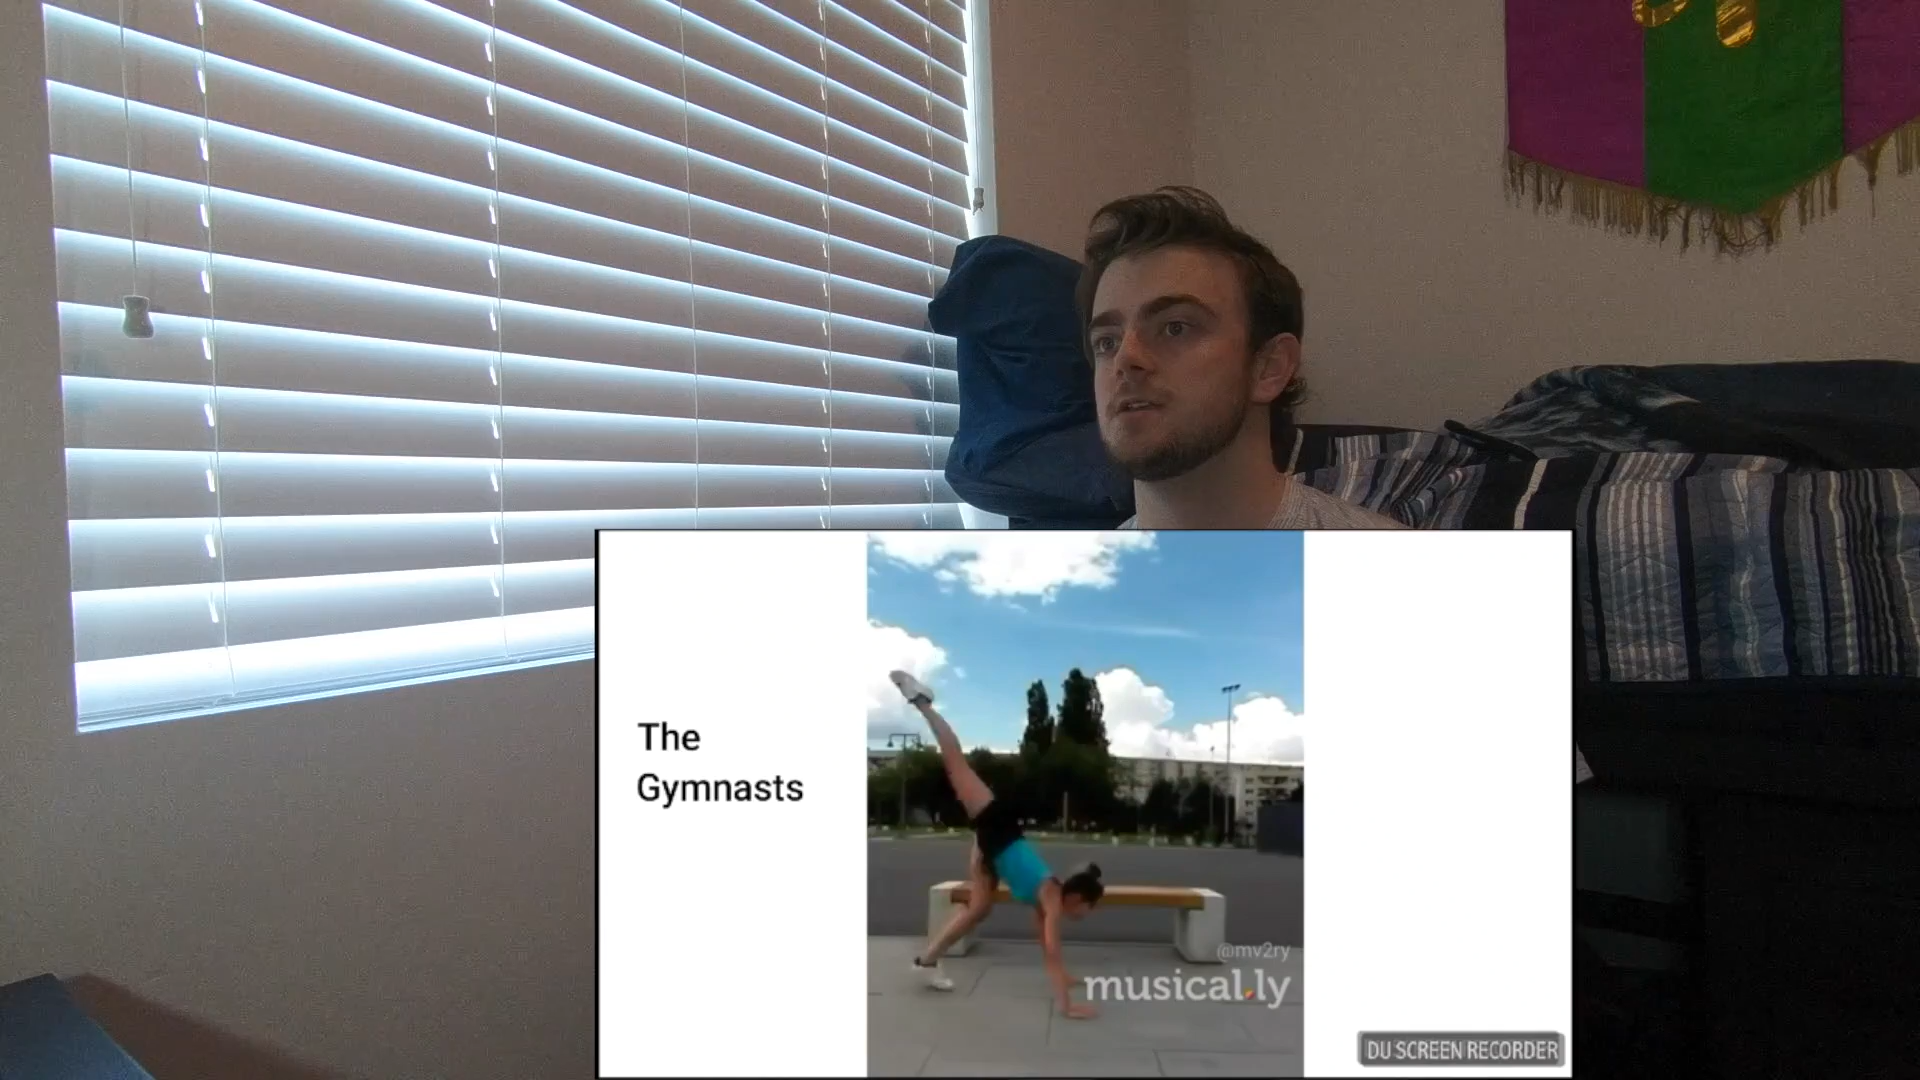 The
Gymnasts
@mv2ry
musical.ly
DU SCREEN RECORDER